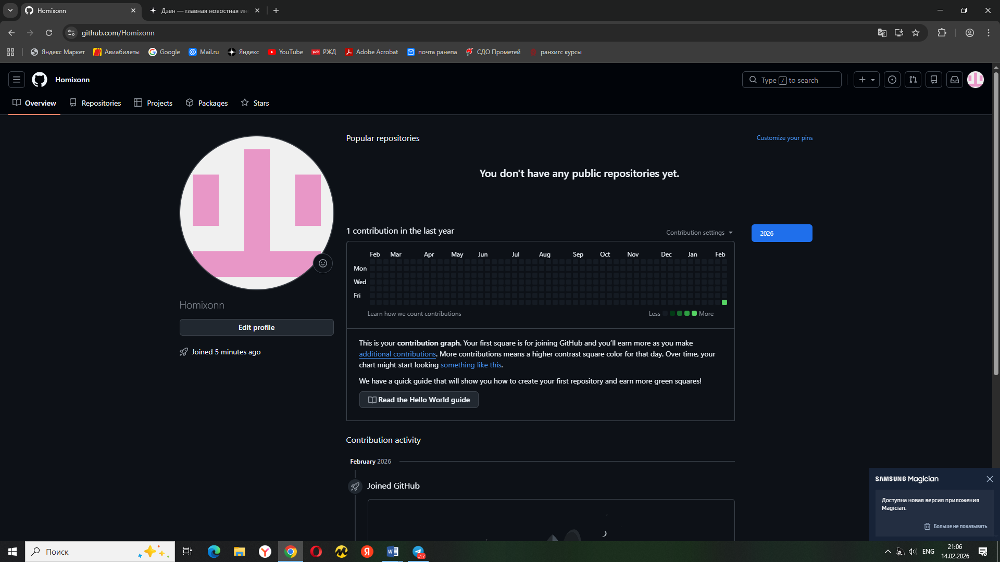 Homixonn
Дзен — главная новостная ин
github.com/Homixonn
Яндекс Маркет
Авиабилеты
Google
Mail.ru
Яндекс
YouTube
РЖД
Adobe Acrobat
почта ранепа
СДО Прометей
ранхигс курсы
Homixonn
Type / to search
Overview
Repositories
Projects
Packages
Stars
Popular repositories
Customize your pins
You don't have any public repositories yet.
1 contribution in the last year
Contribution settings
2026
Feb Mar Apr May Jun Jul Aug Sep Oct Nov Dec Jan Feb
Mon
Wed
Fri
Learn how we count contributions
Less
More
Homixonn
Edit profile
Joined 5 minutes ago
This is your contribution graph. Your first square is for joining GitHub and you'll earn more as you make
additional contributions. More contributions means a higher contrast square color for that day. Over time, your
chart might start looking something like this.
We have a quick guide that will show you how to create your first repository and earn more green squares!
Read the Hello World guide
Contribution activity
February 2026
Joined GitHub
SAMSUNG Magician
Доступна новая версия приложения
Magician.
Больше не показывать
Поиск
17
ENG
21:06
14.02.2026